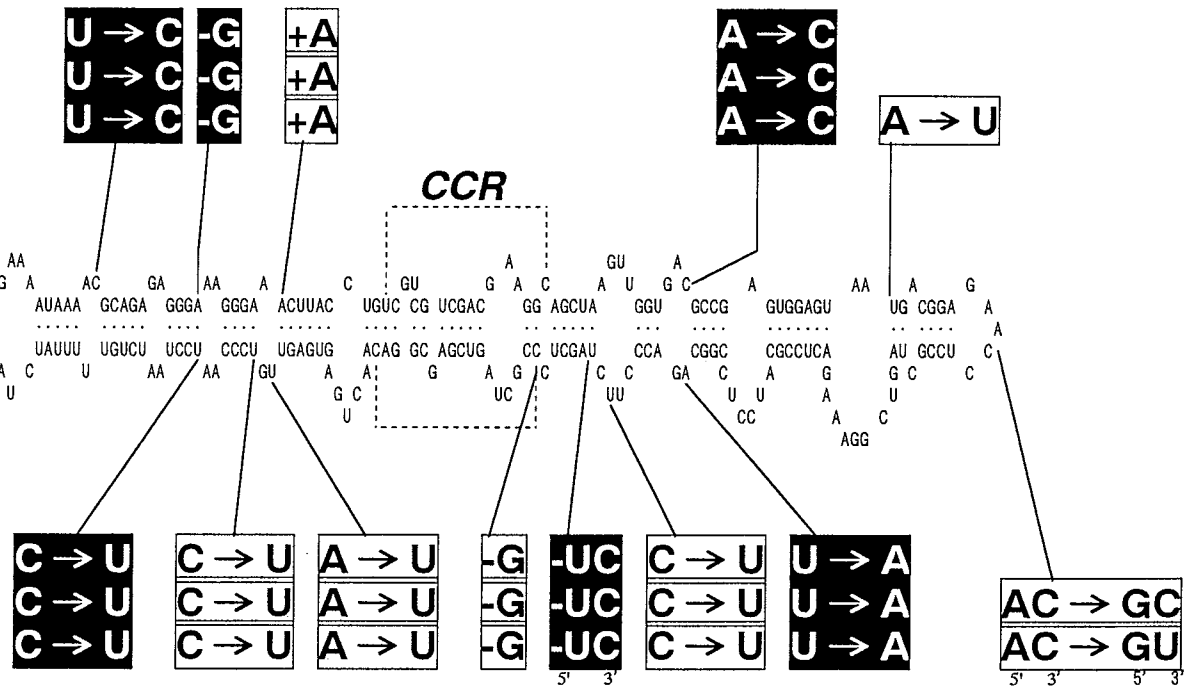 U → C -G +A A → C
U → C -G +A A → C
U → C -G +A A → C A → U
CCR
AA A GU A
G A AC GA AA A C GU G A C A U G C A AA A G
AUAAA GCAGA GGGA GGGA ACUUAC UGUC CG UCGAC GG AGCUA GGU GCCG GUGGAGU UG CGGA A
····· ····· ···· ···· ······ ···· ·· ····· ·· ····· ··· ···· ······· ·· ···· A
UAUUU UGUCU UCCU CCCU UGAGUG ACAG GC AGCUG CC UCGAU CCA CGGC CGCCUCA AU GCCU C
A C U AA AA GU A A G A G C C C GA C A G G C C
U G C UC UU U U A U
U CC A C
AGG
C → U C → U A → U -G -UC C → U U → A
C → U C → U A → U -G -UC C → U U → A AC → GC
C → U C → U A → U -G -UC C → U U → A AC → GU
5' 3' 5' 3' 5' 3'